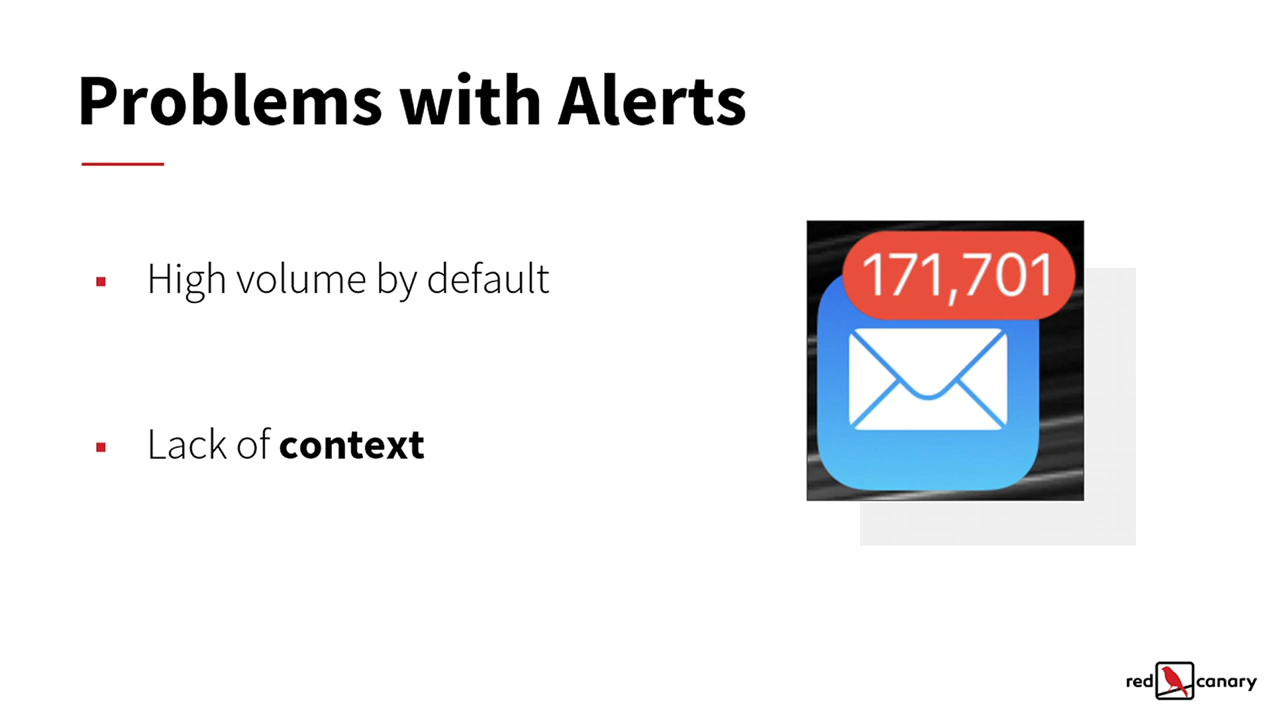 Problems with Alerts
High volume by default
Lack of context
171,701
red canary